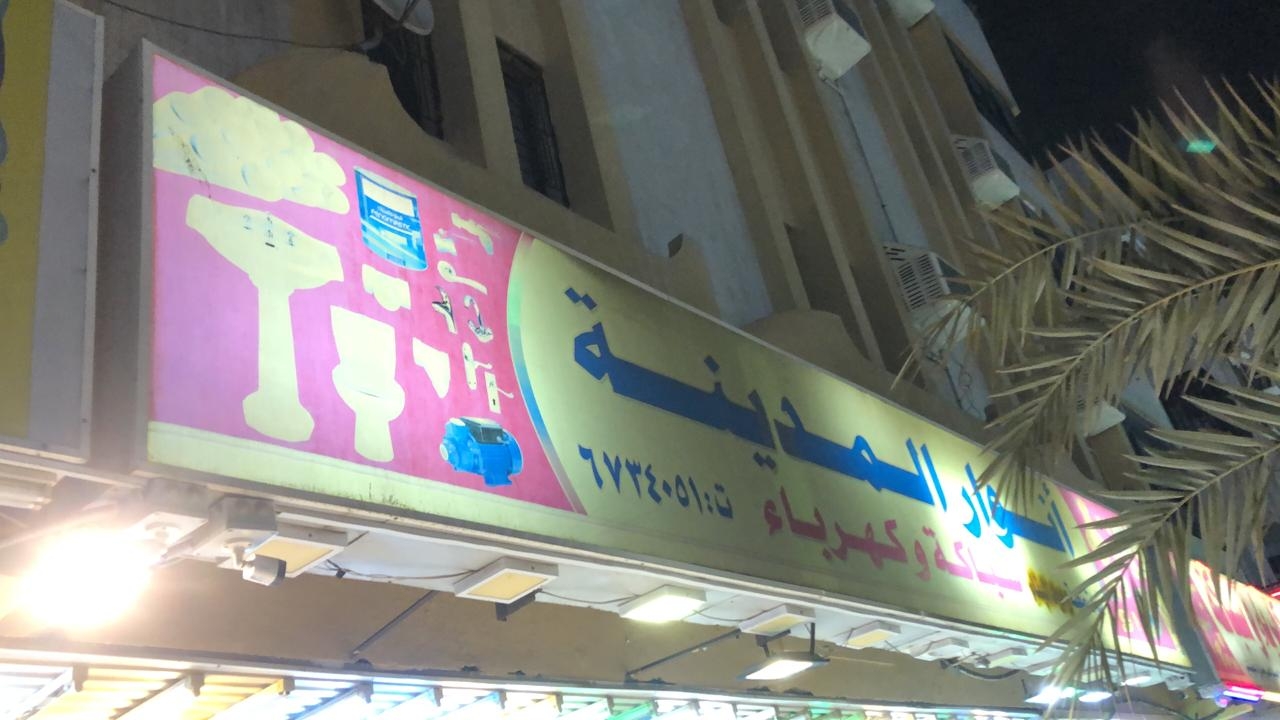 أنوار المدينة
سباكة وكهرباء
ت: ٦٧٣٤٠٥١